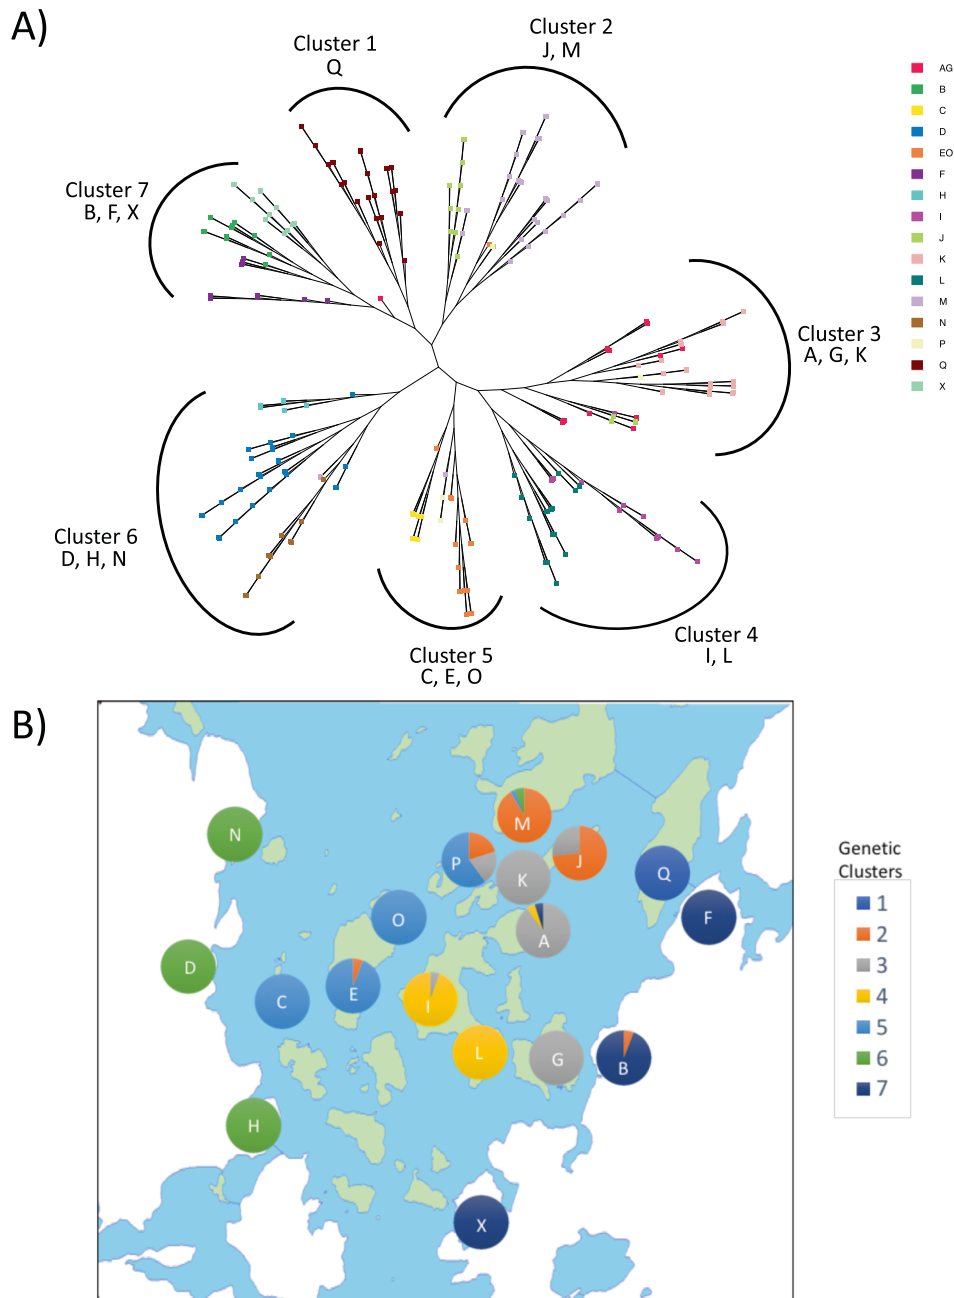 A)
Cluster 1
Q
Cluster 2
J, M
Cluster 7
B, F, X
Cluster 3
A, G, K
Cluster 6
D, H, N
Cluster 5
C, E, O
Cluster 4
I, L
AG
B
C
D
EO
F
H
I
J
K
L
M
N
P
Q
X
B)
M
N
P
J
K
Q
O
F
A
D
E
C
I
L
G
B
H
X
Genetic
Clusters
1
2
3
4
5
6
7